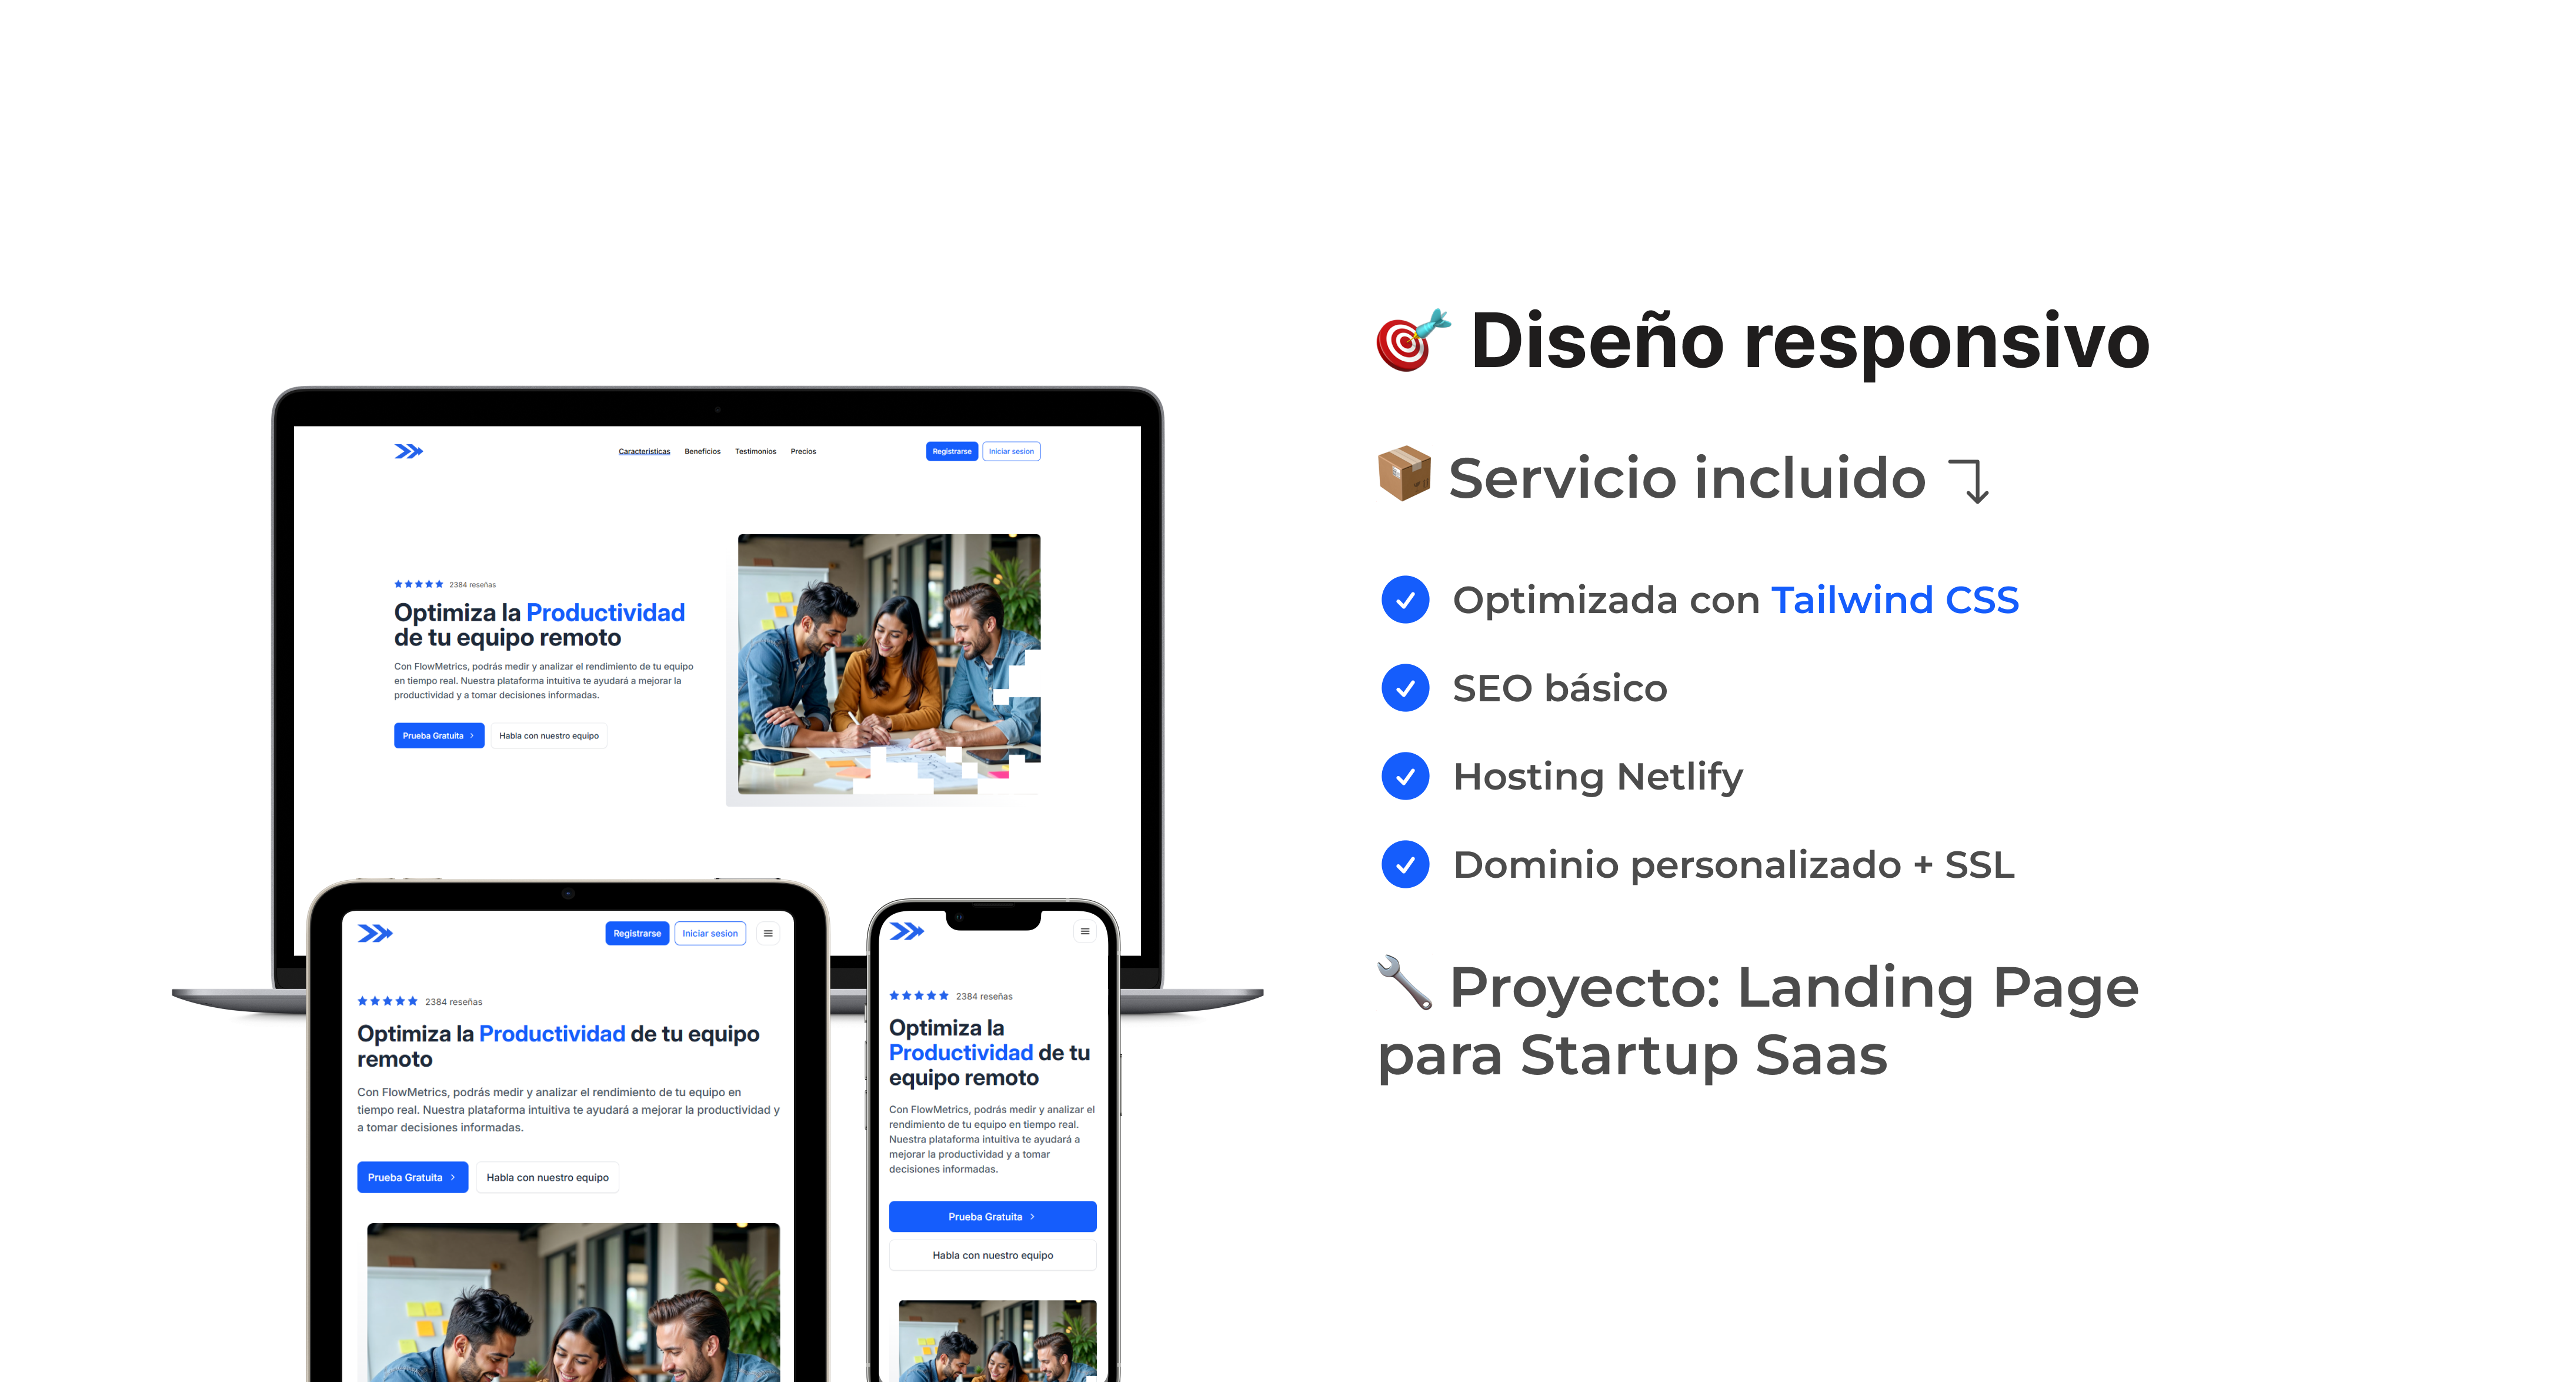 Características Beneficios Testimonios Precios Registrarse Iniciar sesion
2384 reseñas
Optimiza la Productividad
de tu equipo remoto
Con FlowMetrics, podrás medir y analizar el rendimiento de tu equipo
en tiempo real. Nuestra plataforma intuitiva te ayudará a mejorar la
productividad y a tomar decisiones informadas.
Prueba Gratuita Habla con nuestro equipo
Registrarse Iniciar sesion
2384 reseñas
Optimiza la Productividad de tu equipo
remoto
Con FlowMetrics, podrás medir y analizar el rendimiento de tu equipo en
tiempo real. Nuestra plataforma intuitiva te ayudará a mejorar la productividad y
a tomar decisiones informadas.
Prueba Gratuita Habla con nuestro equipo
2384 reseñas
Optimiza la
Productividad de tu
equipo remoto
Con FlowMetrics, podrás medir y analizar el
rendimiento de tu equipo en tiempo real.
Nuestra plataforma intuitiva te ayudará a
mejorar la productividad y a tomar
decisiones informadas.
Prueba Gratuita
Habla con nuestro equipo
🎯 Diseño responsivo
📦 Servicio incluido
Optimizada con Tailwind CSS
SEO básico
Hosting Netlify
Dominio personalizado + SSL
🔧 Proyecto: Landing Page
para Startup Saas